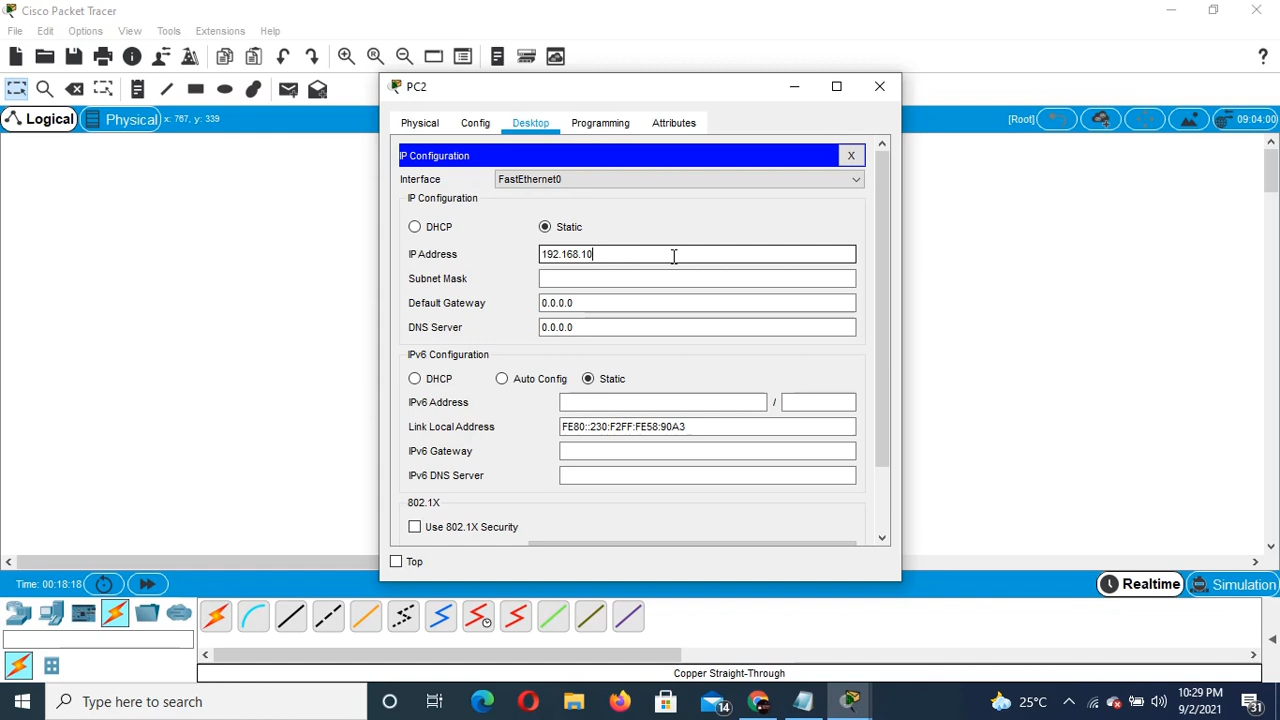 Cisco Packet Tracer
File Edit Options View Tools Extensions Help
?
PC2
Logical Physical x: 767, y: 339 [Root] 09:04:00
Physical Config Desktop Programming Attributes
IP Configuration X
Interface FastEthernet0
IP Configuration
DHCP Static
IP Address 192.168.10
Subnet Mask
Default Gateway 0.0.0.0
DNS Server 0.0.0.0
IPv6 Configuration
DHCP Auto Config Static
IPv6 Address /
Link Local Address FE80::230:F2FF:FE58:90A3
IPv6 Gateway
IPv6 DNS Server
802.1X
Use 802.1X Security
Top
Time: 00:18:18 Realtime Simulation
Copper Straight-Through
Type here to search 14 25°C 10:29 PM
9/2/2021 31